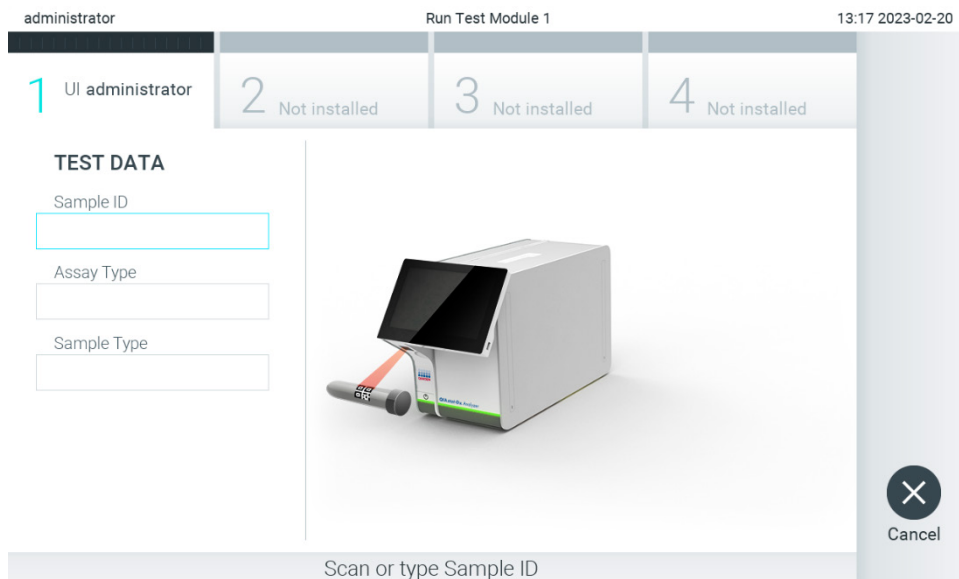 administrator
Run Test Module 1
13:17 2023-02-20
1 UI administrator
2 Not installed
3 Not installed
4 Not installed
TEST DATA
Sample ID
Assay Type
Sample Type
Analyzer
Cancel
Scan or type Sample ID